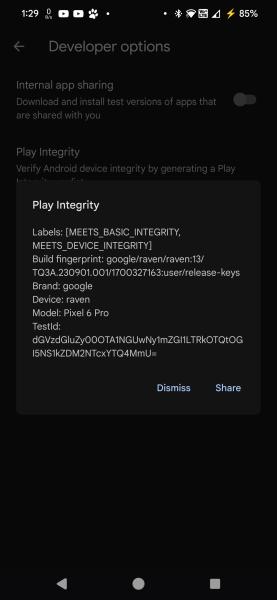 1:29 0 B/s 85%
Developer options
Internal app sharing
Download and install test versions of apps that
are shared with you
Play Integrity
Verify Android device integrity by generating a Play
Play Integrity
Labels: [MEETS_BASIC_INTEGRITY,
MEETS_DEVICE_INTEGRITY]
Build fingerprint: google/raven/raven:13/
TQ3A.230901.001/1700327163:user/release-keys
Brand: google
Device: raven
Model: Pixel 6 Pro
TestId:
dGVzdGluZy00OTA1NGUwNy1mZGI1LTRkOTQtOG
I5NS1kZDM2NTcxYTQ4MmU=
Dismiss Share